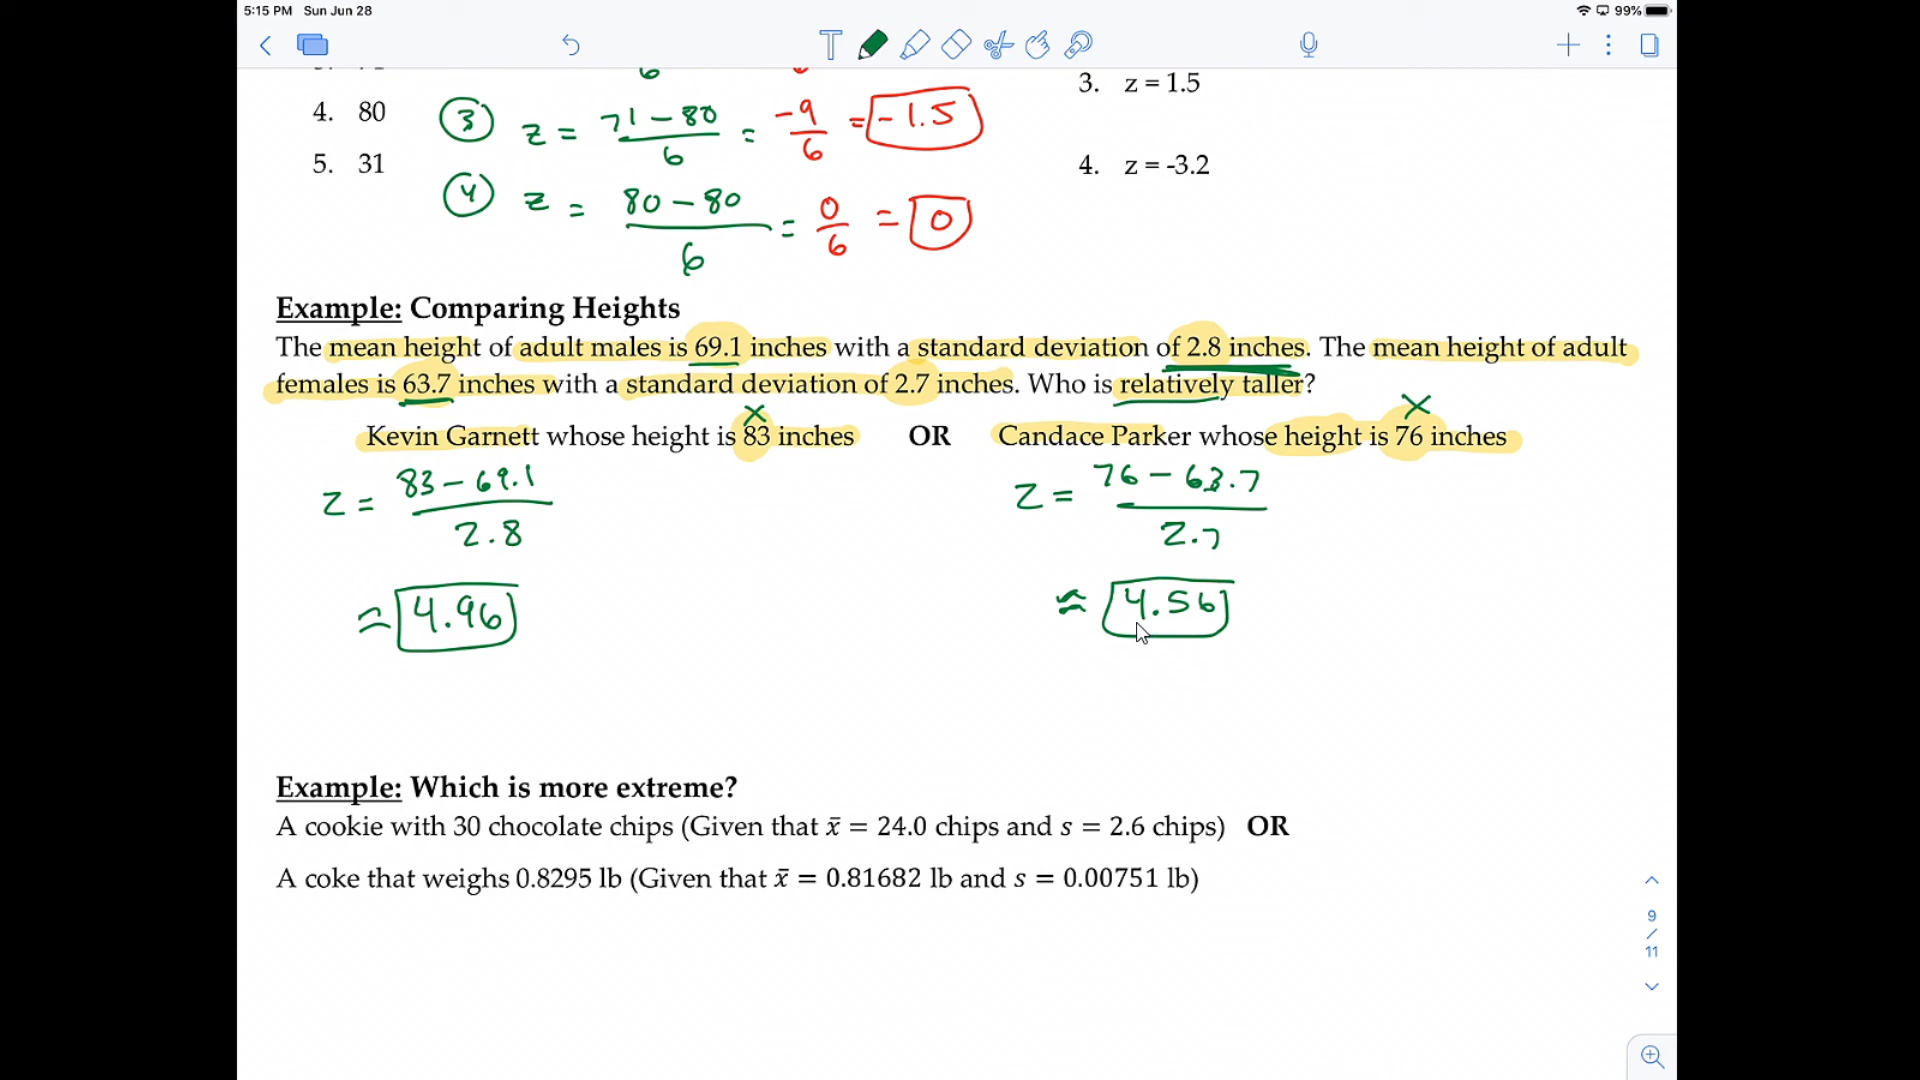 5:15 PM Sun Jun 28
99%
4. 80
5. 31
6
③ z = 71 - 80 / 6 = -9 / 6 = -1.5
④ z = 80 - 80 / 6 = 0 / 6 = 0
3. z = 1.5
4. z = -3.2
Example: Comparing Heights
The mean height of adult males is 69.1 inches with a standard deviation of 2.8 inches. The mean height of adult
females is 63.7 inches with a standard deviation of 2.7 inches. Who is relatively taller?
x
x
Kevin Garnett whose height is 83 inches OR Candace Parker whose height is 76 inches
z = 83 - 69.1 / 2.8
≈ 4.96
z = 76 - 63.7 / 2.7
≈ 4.56
Example: Which is more extreme?
A cookie with 30 chocolate chips (Given that x̄ = 24.0 chips and s = 2.6 chips) OR
A coke that weighs 0.8295 lb (Given that x̄ = 0.81682 lb and s = 0.00751 lb)
9
/
11